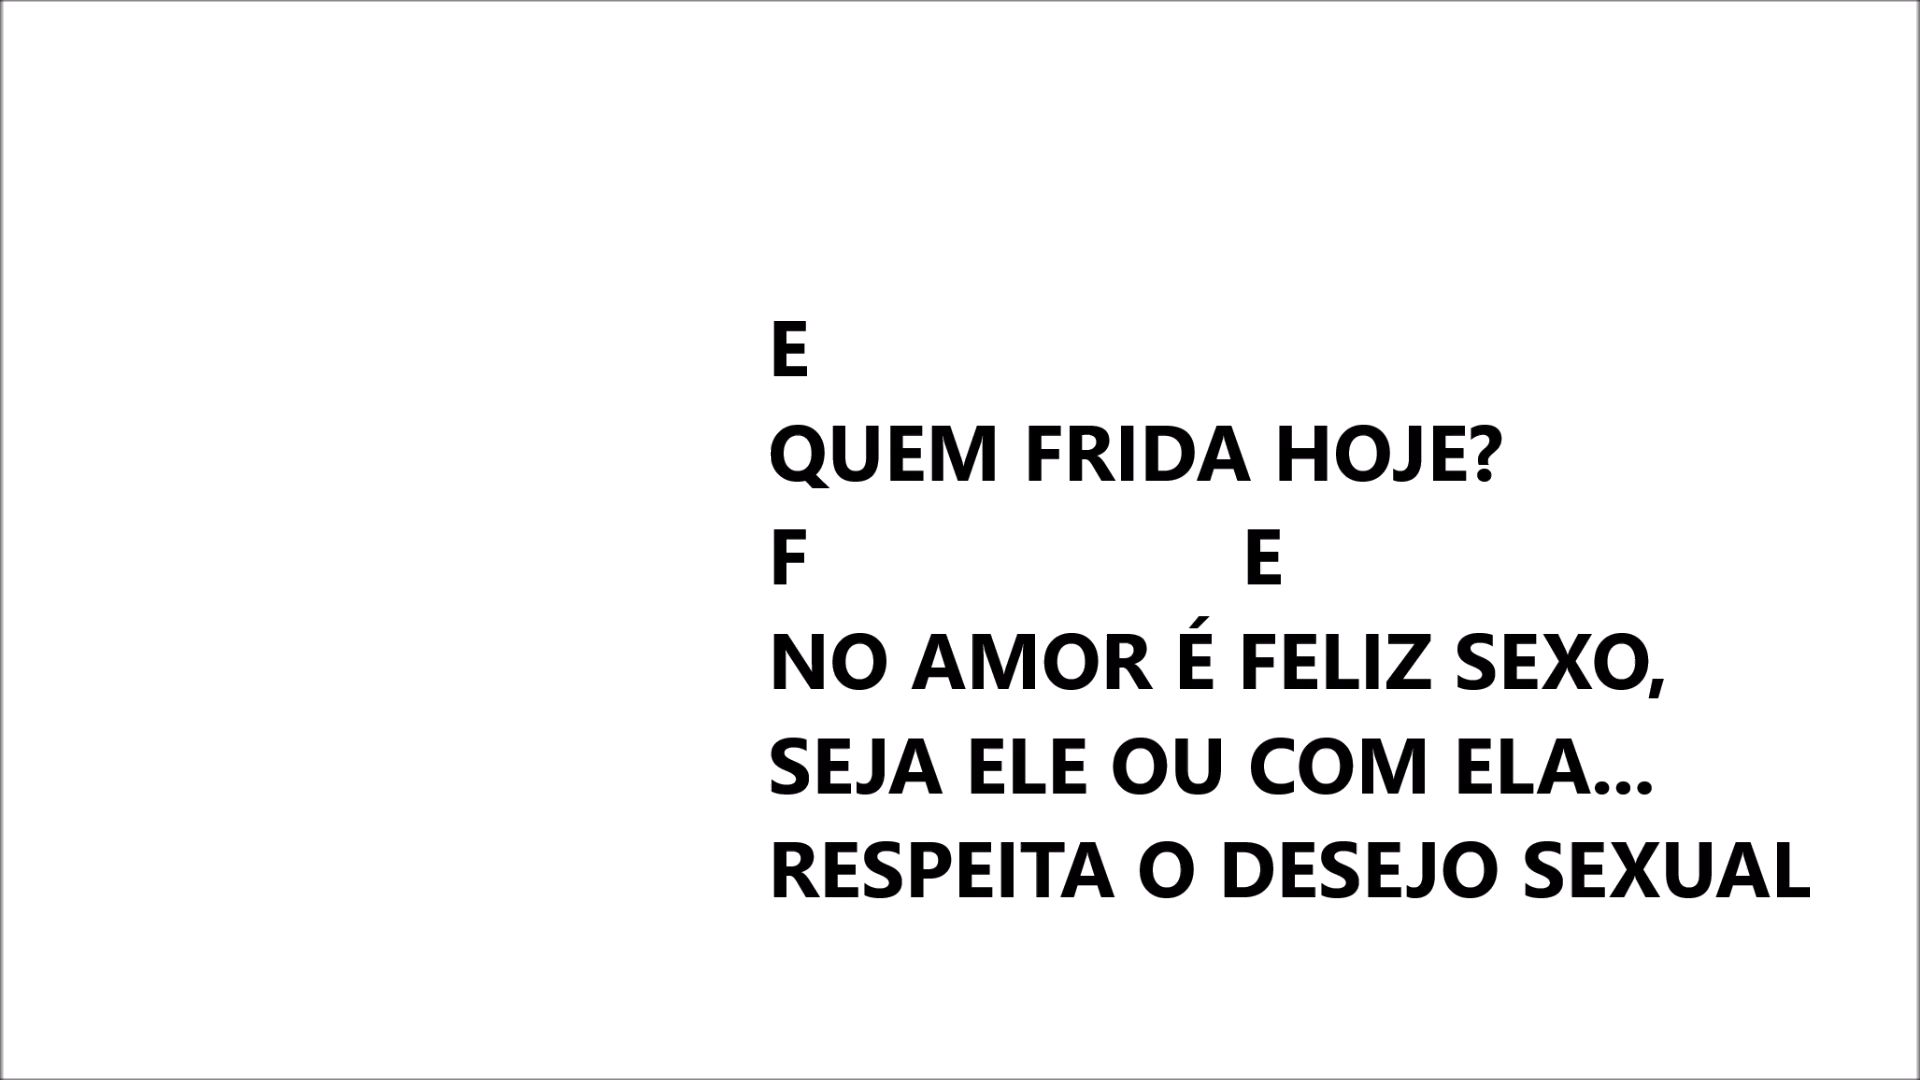 E
QUEM FRIDA HOJE?
F E
NO AMOR É FELIZ SEXO,
SEJA ELE OU COM ELA...
RESPEITA O DESEJO SEXUAL